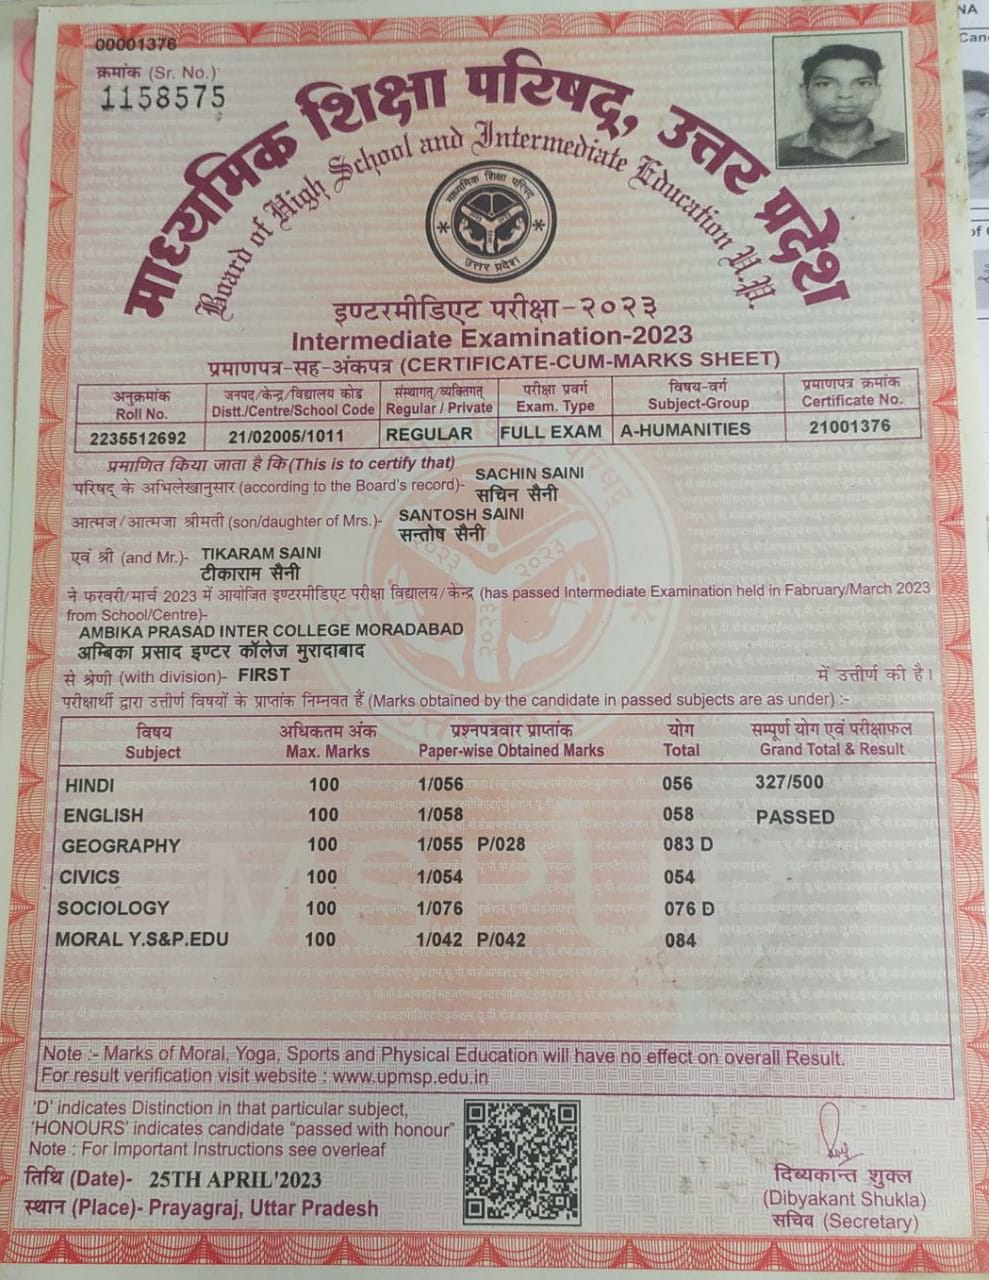 00001376
क्रमांक (Sr. No.)
1158575
माध्यमिक शिक्षा परिषद्, उत्तर प्रदेश
Board of High School and Intermediate Education U.P.
माध्यमिक शिक्षा परिषद्
उत्तर प्रदेश
इण्टरमीडिएट परीक्षा-२०२३
Intermediate Examination-2023
प्रमाणपत्र-सह-अंकपत्र (CERTIFICATE-CUM-MARKS SHEET)
अनुक्रमांक जनपद/केन्द्र/विद्यालय कोड संस्थागत/व्यक्तिगत परीक्षा प्रवर्ग विषय-वर्ग प्रमाणपत्र क्रमांक
Roll No. Distt./Centre/School Code Regular / Private Exam. Type Subject-Group Certificate No.
2235512692 21/02005/1011 REGULAR FULL EXAM A-HUMANITIES 21001376
प्रमाणित किया जाता है कि (This is to certify that) SACHIN SAINI
परिषद् के अभिलेखानुसार (according to the Board's record)- सचिन सैनी
आत्मज/आत्मजा श्रीमती (son/daughter of Mrs.)- SANTOSH SAINI
सन्तोष सैनी
एवं श्री (and Mr.)- TIKARAM SAINI
टीकाराम सैनी
ने फरवरी/मार्च 2023 में आयोजित इण्टरमीडिएट परीक्षा विद्यालय/केन्द्र (has passed Intermediate Examination held in Fabruary/March 2023
from School/Centre)-
AMBIKA PRASAD INTER COLLEGE MORADABAD
अम्बिका प्रसाद इण्टर कॉलेज मुरादाबाद
से श्रेणी (with division)- FIRST में उत्तीर्ण की है।
परीक्षार्थी द्वारा उत्तीर्ण विषयों के प्राप्तांक निम्नवत हैं (Marks obtained by the candidate in passed subjects are as under) :-
विषय अधिकतम अंक प्रश्नपत्रवार प्राप्तांक योग सम्पूर्ण योग एवं परीक्षाफल
Subject Max. Marks Paper-wise Obtained Marks Total Grand Total & Result
HINDI 100 1/056 056 327/500
ENGLISH 100 1/058 058 PASSED
GEOGRAPHY 100 1/055 P/028 083 D
CIVICS 100 1/054 054
SOCIOLOGY 100 1/076 076 D
MORAL Y.S&P.EDU 100 1/042 P/042 084
Note :- Marks of Moral, Yoga, Sports and Physical Education will have no effect on overall Result.
For result verification visit website : www.upmsp.edu.in
'D' indicates Distinction in that particular subject,
'HONOURS' indicates candidate "passed with honour"
Note : For Important Instructions see overleaf
तिथि (Date)- 25TH APRIL'2023
स्थान (Place)- Prayagraj, Uttar Pradesh
दिब्यकान्त शुक्ल
(Dibyakant Shukla)
सचिव (Secretary)